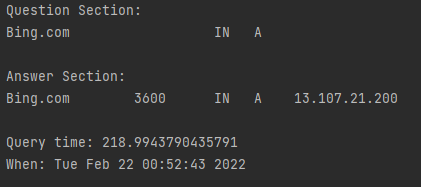 Question Section:
Bing.com IN A
Answer Section:
Bing.com 3600 IN A 13.107.21.200
Query time: 218.9943790435791
When: Tue Feb 22 00:52:43 2022